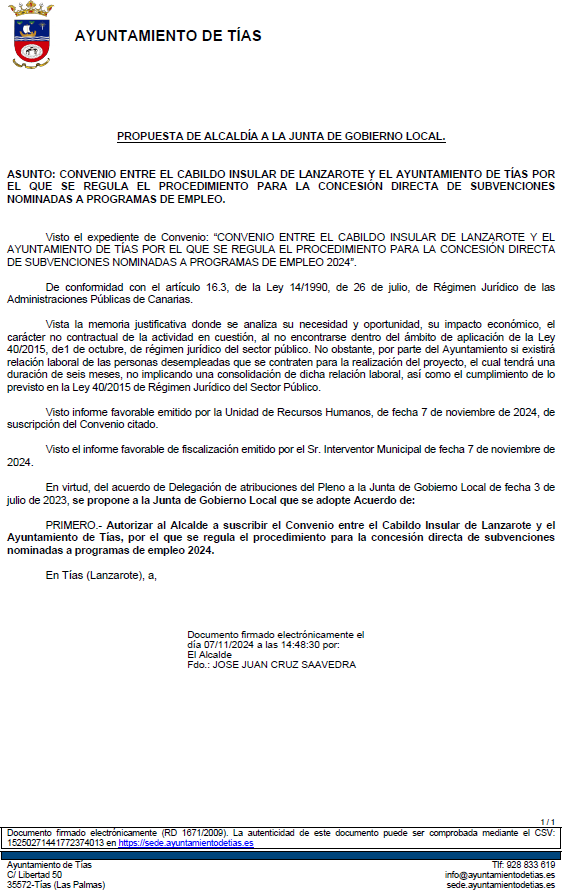 AYUNTAMIENTO DE TÍAS
PROPUESTA DE ALCALDÍA A LA JUNTA DE GOBIERNO LOCAL.
ASUNTO: CONVENIO ENTRE EL CABILDO INSULAR DE LANZAROTE Y EL AYUNTAMIENTO DE TÍAS POR
EL QUE SE REGULA EL PROCEDIMIENTO PARA LA CONCESIÓN DIRECTA DE SUBVENCIONES
NOMINADAS A PROGRAMAS DE EMPLEO.
Visto el expediente de Convenio: “CONVENIO ENTRE EL CABILDO INSULAR DE LANZAROTE Y EL
AYUNTAMIENTO DE TÍAS POR EL QUE SE REGULA EL PROCEDIMIENTO PARA LA CONCESIÓN DIRECTA
DE SUBVENCIONES NOMINADAS A PROGRAMAS DE EMPLEO 2024”.
De conformidad con el artículo 16.3, de la Ley 14/1990, de 26 de julio, de Régimen Jurídico de las
Administraciones Públicas de Canarias.
Vista la memoria justificativa donde se analiza su necesidad y oportunidad, su impacto económico, el
carácter no contractual de la actividad en cuestión, al no encontrarse dentro del ámbito de aplicación de la Ley
40/2015, de1 de octubre, de régimen jurídico del sector público. No obstante, por parte del Ayuntamiento si existirá
relación laboral de las personas desempleadas que se contraten para la realización del proyecto, el cual tendrá una
duración de seis meses, no implicando una consolidación de dicha relación laboral, así como el cumplimiento de lo
previsto en la Ley 40/2015 de Régimen Jurídico del Sector Público.
Visto informe favorable emitido por la Unidad de Recursos Humanos, de fecha 7 de noviembre de 2024, de
suscripción del Convenio citado.
Visto el informe favorable de fiscalización emitido por el Sr. Interventor Municipal de fecha 7 de noviembre de
2024.
En virtud, del acuerdo de Delegación de atribuciones del Pleno a la Junta de Gobierno Local de fecha 3 de
julio de 2023, se propone a la Junta de Gobierno Local que se adopte Acuerdo de:
PRIMERO.- Autorizar al Alcalde a suscribir el Convenio entre el Cabildo Insular de Lanzarote y el
Ayuntamiento de Tías, por el que se regula el procedimiento para la concesión directa de subvenciones
nominadas a programas de empleo 2024.
En Tías (Lanzarote), a,
Documento firmado electrónicamente el
día 07/11/2024 a las 14:48:30 por:
El Alcalde
Fdo.: JOSE JUAN CRUZ SAAVEDRA
1 / 1
Documento firmado electrónicamente (RD 1671/2009). La autenticidad de este documento puede ser comprobada mediante el CSV:
15250271441772374013 en https://sede.ayuntamientodetias.es
Ayuntamiento de Tías
C/ Libertad 50
35572-Tías (Las Palmas)
Tlf: 928 833 619
info@ayuntamientodetias.es
sede.ayuntamientodetias.es